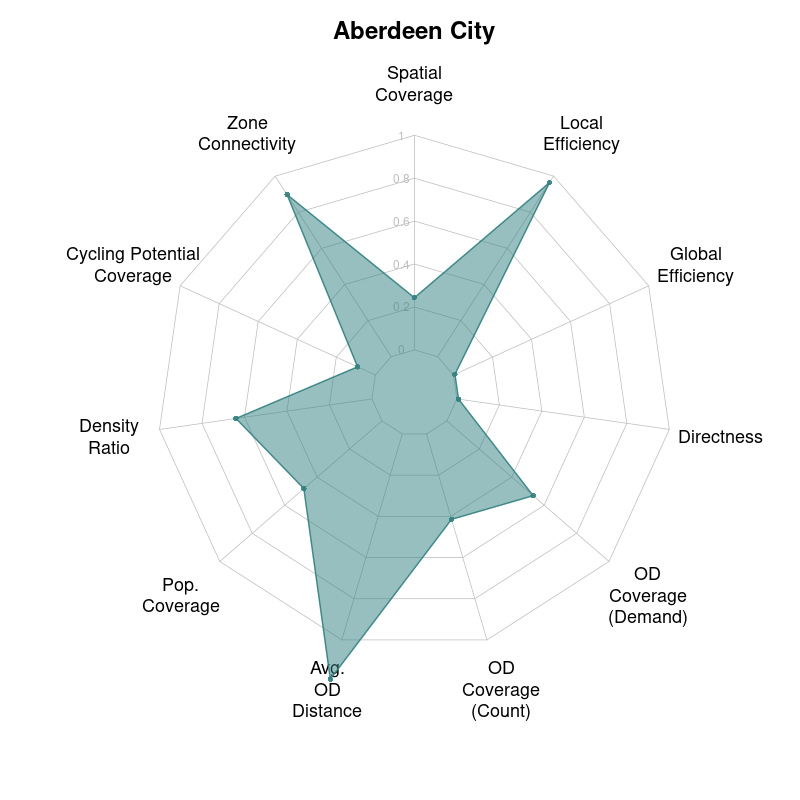 Aberdeen City
Spatial
Coverage
Zone
Connectivity
Local
Efficiency
1
0.8
0.6
0.4
0.2
0
Cycling Potential
Coverage
Global
Efficiency
Density
Ratio
Directness
Pop.
Coverage
OD
Coverage
(Demand)
Avg.
OD
Distance
OD
Coverage
(Count)